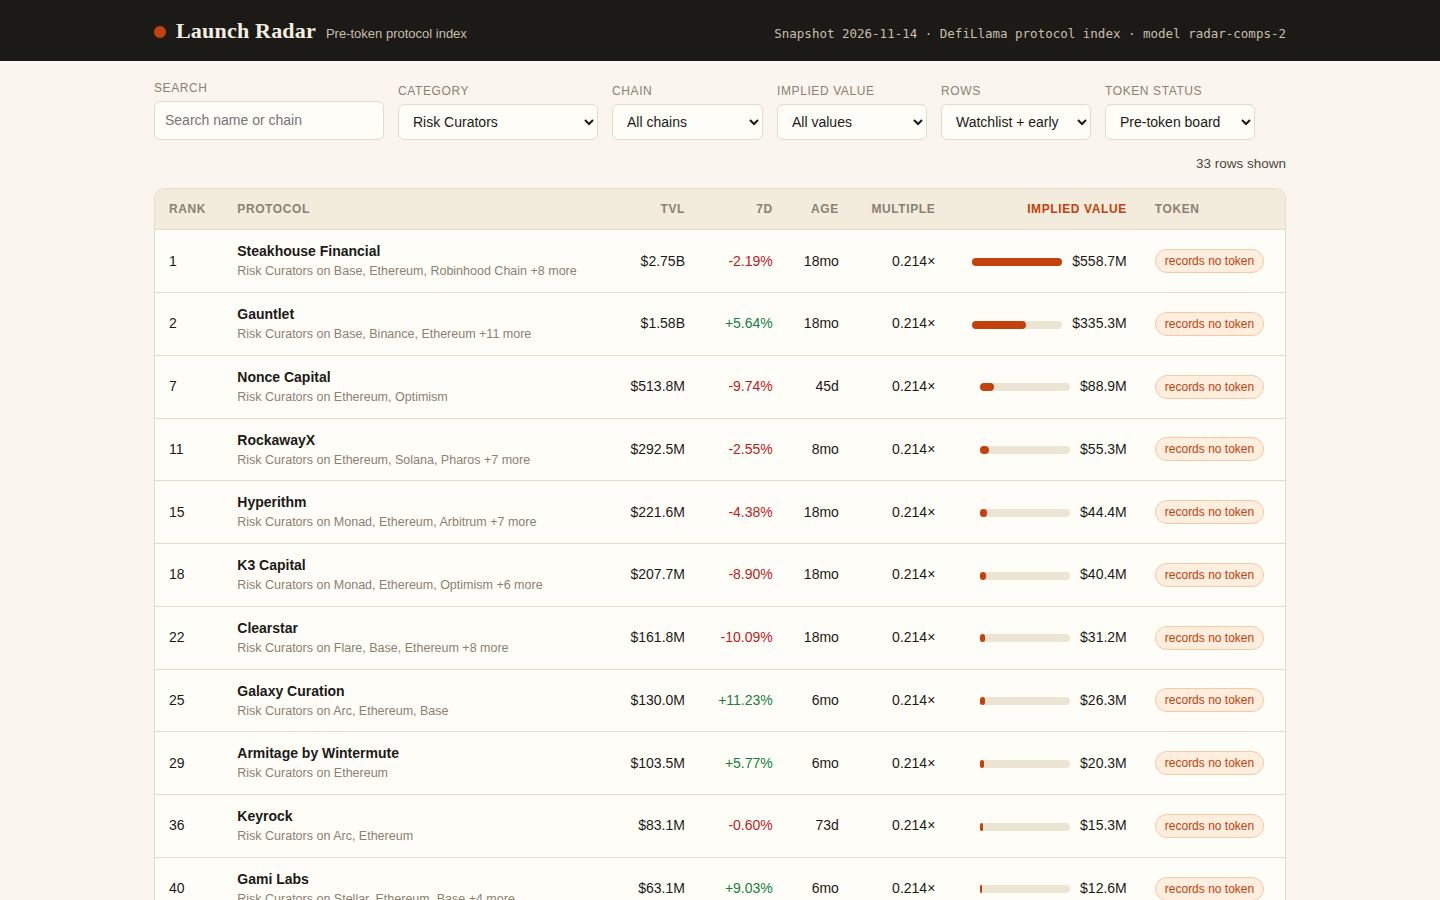 Launch Radar Pre-token protocol index
Snapshot 2026-11-14 · DefiLlama protocol index · model radar-comps-2
SEARCH CATEGORY CHAIN IMPLIED VALUE ROWS TOKEN STATUS
Search name or chain Risk Curators All chains All values Watchlist + early Pre-token board
33 rows shown
RANK PROTOCOL TVL 7D AGE MULTIPLE IMPLIED VALUE TOKEN
1 Steakhouse Financial $2.75B -2.19% 18mo 0.214× $558.7M records no token
Risk Curators on Base, Ethereum, Robinhood Chain +8 more
2 Gauntlet $1.58B +5.64% 18mo 0.214× $335.3M records no token
Risk Curators on Base, Binance, Ethereum +11 more
7 Nonce Capital $513.8M -9.74% 45d 0.214× $88.9M records no token
Risk Curators on Ethereum, Optimism
11 RockawayX $292.5M -2.55% 8mo 0.214× $55.3M records no token
Risk Curators on Ethereum, Solana, Pharos +7 more
15 Hyperithm $221.6M -4.38% 18mo 0.214× $44.4M records no token
Risk Curators on Monad, Ethereum, Arbitrum +7 more
18 K3 Capital $207.7M -8.90% 18mo 0.214× $40.4M records no token
Risk Curators on Monad, Ethereum, Optimism +6 more
22 Clearstar $161.8M -10.09% 18mo 0.214× $31.2M records no token
Risk Curators on Flare, Base, Ethereum +8 more
25 Galaxy Curation $130.0M +11.23% 6mo 0.214× $26.3M records no token
Risk Curators on Arc, Ethereum, Base
29 Armitage by Wintermute $103.5M +5.77% 6mo 0.214× $20.3M records no token
Risk Curators on Ethereum
36 Keyrock $83.1M -0.60% 73d 0.214× $15.3M records no token
Risk Curators on Arc, Ethereum
40 Gami Labs $63.1M +9.03% 6mo 0.214× $12.6M records no token
Risk Curators on Stellar, Ethereum, Base +4 more